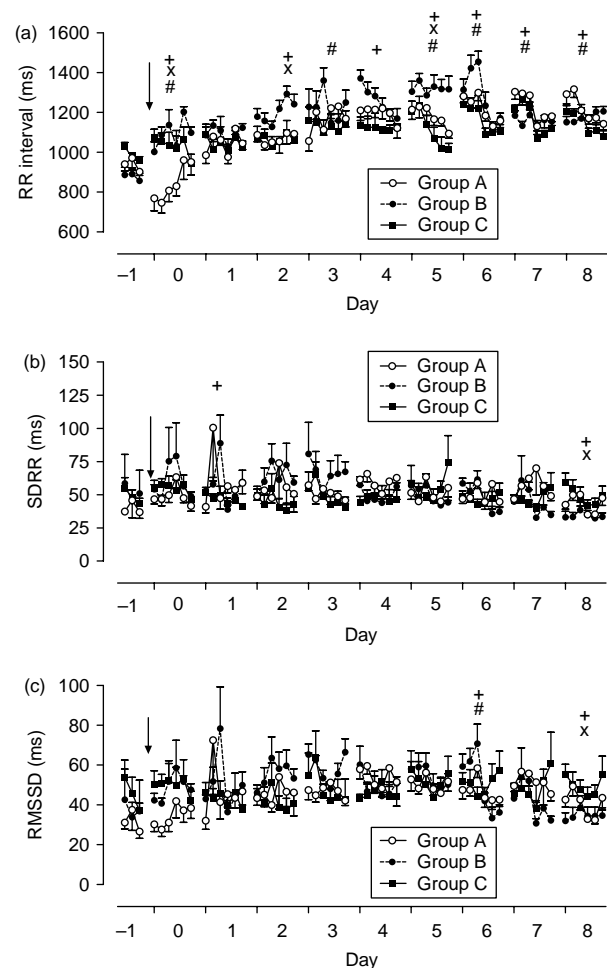 (a)
RR interval (ms)
1600
1400
1200
1000
800
600
+
x
#
+
x
#
+
+
x
#
+
#
+
#
+
#
Group A
Group B
Group C
–1 0 1 2 3 4 5 6 7 8
Day
(b)
SDRR (ms)
150
125
100
75
50
25
0
+
+
x
Group A
Group B
Group C
–1 0 1 2 3 4 5 6 7 8
Day
(c)
RMSSD (ms)
100
80
60
40
20
0
+
#
+
x
Group A
Group B
Group C
–1 0 1 2 3 4 5 6 7 8
Day